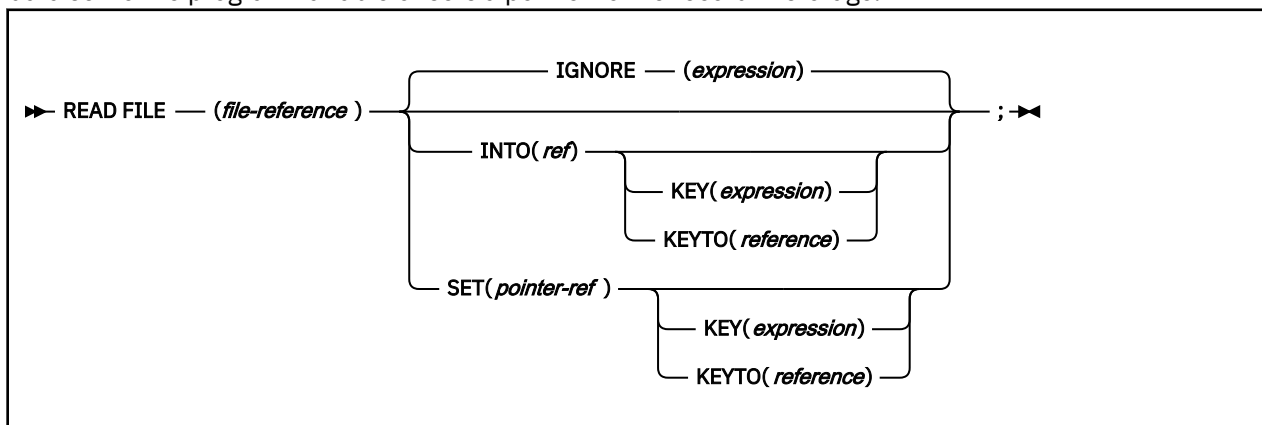 IGNORE (expression)
READ FILE (file-reference ) ;
INTO( ref)
KEY( expression)
KEYTO( reference)
SET( pointer-ref )
KEY( expression)
KEYTO( reference)